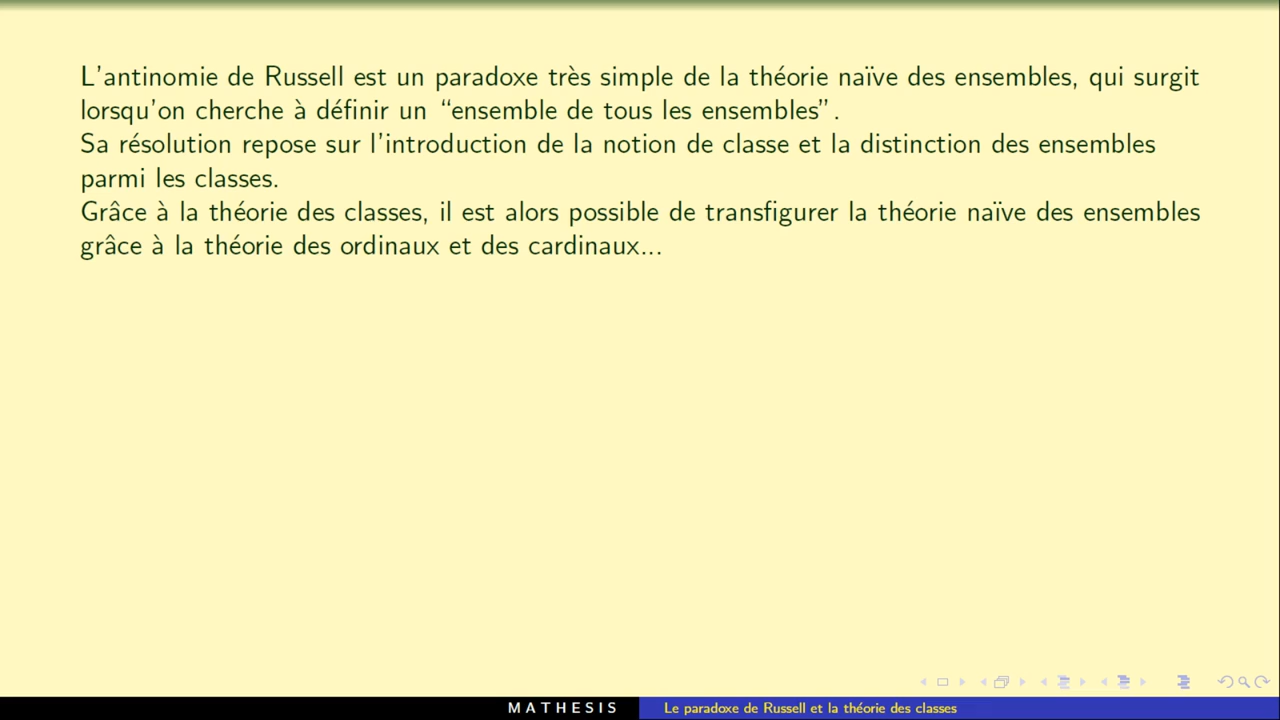 L'antinomie de Russell est un paradoxe très simple de la théorie naïve des ensembles, qui surgit
lorsqu'on cherche à définir un “ensemble de tous les ensembles”.
Sa résolution repose sur l'introduction de la notion de classe et la distinction des ensembles
parmi les classes.
Grâce à la théorie des classes, il est alors possible de transfigurer la théorie naïve des ensembles
grâce à la théorie des ordinaux et des cardinaux...
MATHESIS
Le paradoxe de Russell et la théorie des classes